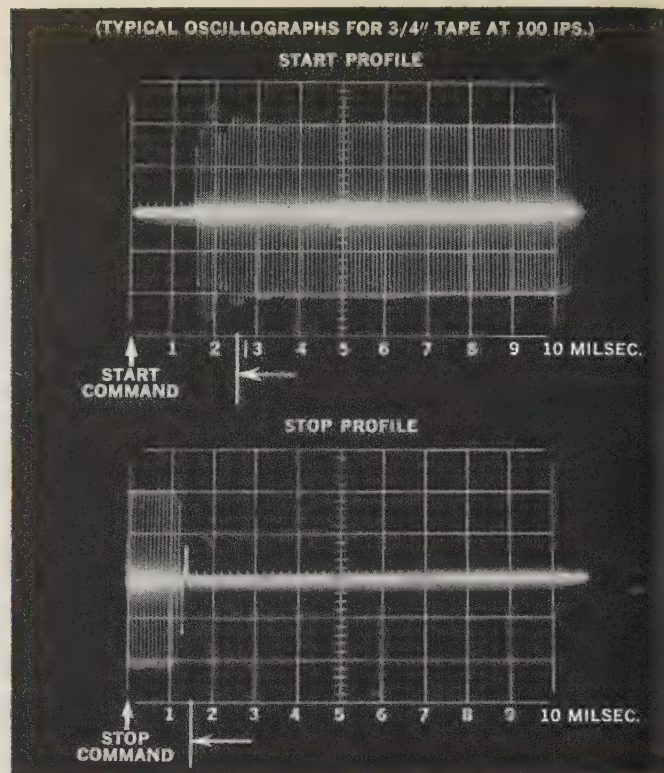 (TYPICAL OSCILLOGRAPHS FOR 3/4" TAPE AT 100 IPS.)
START PROFILE
1 2 3 4 5 6 7 8 9 10 MILSEC.
START
COMMAND
STOP PROFILE
1 2 3 4 5 6 7 8 9 10 MILSEC.
STOP
COMMAND